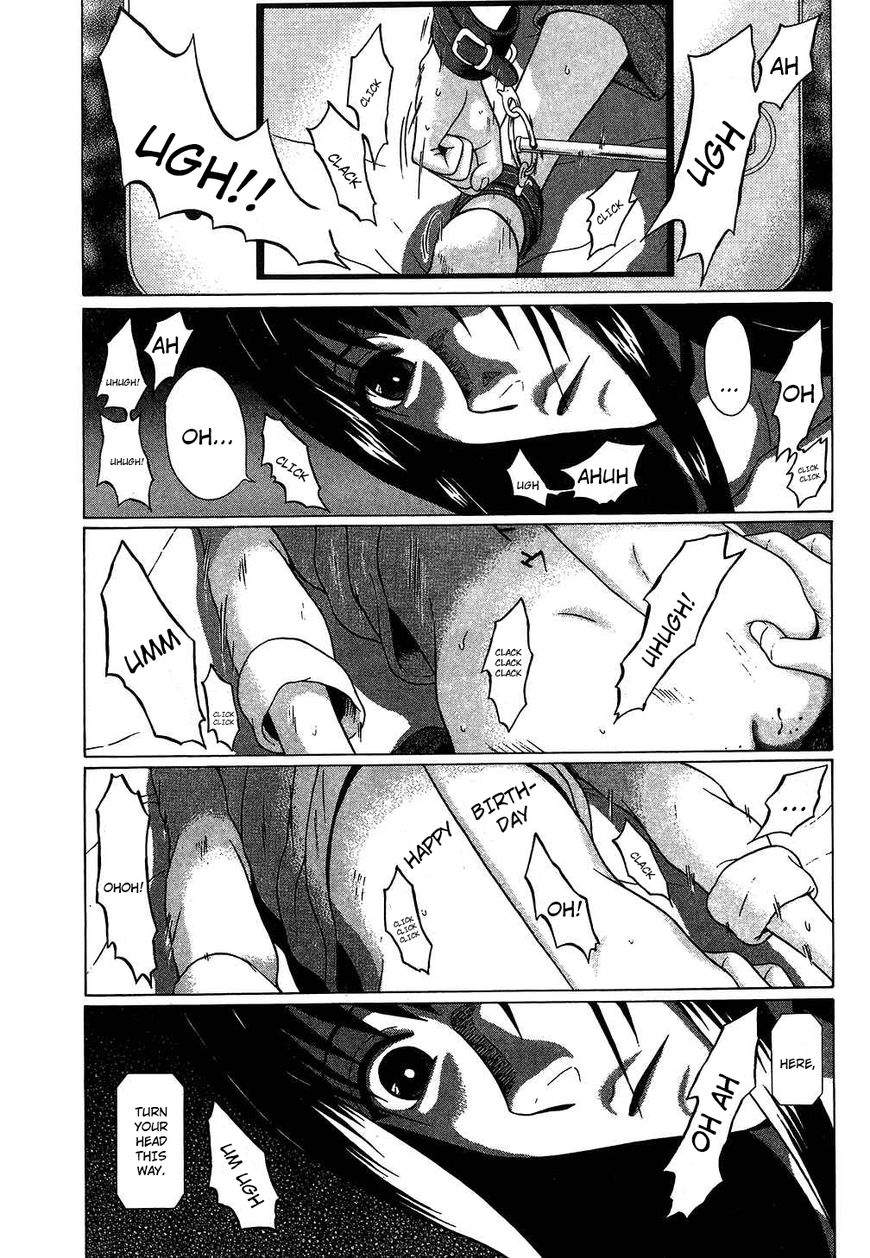 AH
UGH
CLICK
CLICK
CLACK
UGH!!
OH
CLICK
CLICK
...
AHUH
UGH
CLICK
OH...
AH
UHUGH!
UHUGH!
UHUGH!
CLACK
CLACK
CLACK
CLICK
CLICK
UMM
...
CLACK
BIRTH-
DAY
HAPPY
OH!
CLICK
CLICK
CLICK
OHOH!
HERE,
OH AH
UM UGH
TURN
YOUR
HEAD
THIS
WAY.